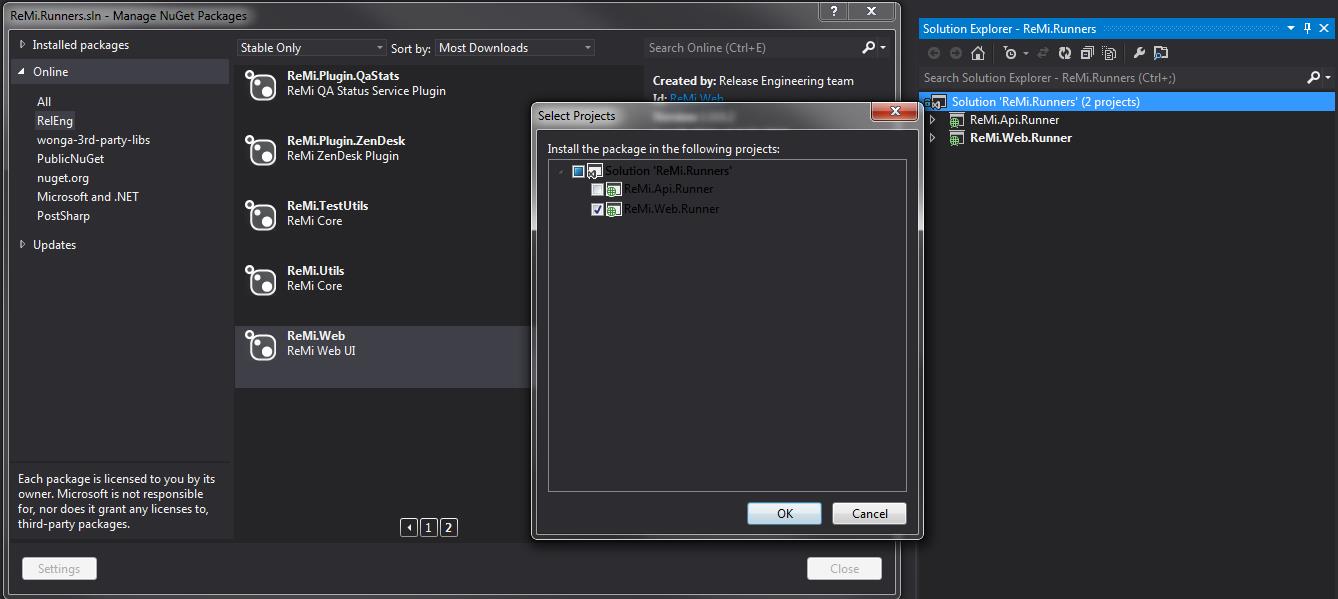 ReMi.Runners.sln - Manage NuGet Packages
?
Installed packages
Online
All
RelEng
wonga-3rd-party-libs
PublicNuGet
nuget.org
Microsoft and .NET
PostSharp
Updates
Each package is licensed to you by its
owner. Microsoft is not responsible
for, nor does it grant any licenses to,
third-party packages.
Settings
Stable Only
Sort by: Most Downloads
ReMi.Plugin.QaStats
ReMi QA Status Service Plugin
ReMi.Plugin.ZenDesk
ReMi ZenDesk Plugin
ReMi.TestUtils
ReMi Core
ReMi.Utils
ReMi Core
ReMi.Web
ReMi Web UI
1 2
Search Online (Ctrl+E)
Created by: Release Engineering team
Id: ReMi.Web
Close
Select Projects
Install the package in the following projects:
Solution 'ReMi.Runners'
ReMi.Api.Runner
ReMi.Web.Runner
OK
Cancel
Solution Explorer - ReMi.Runners
Search Solution Explorer - ReMi.Runners (Ctrl+;)
Solution 'ReMi.Runners' (2 projects)
ReMi.Api.Runner
ReMi.Web.Runner